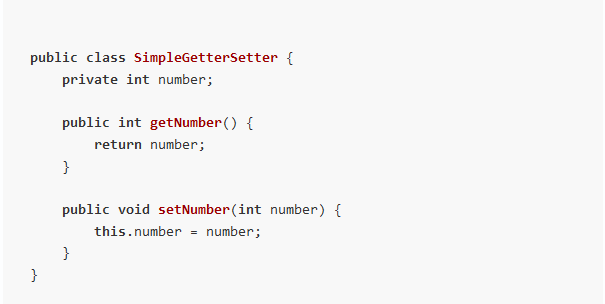 public class SimpleGetterSetter {
    private int number;

    public int getNumber() {
        return number;
    }

    public void setNumber(int number) {
        this.number = number;
    }
}